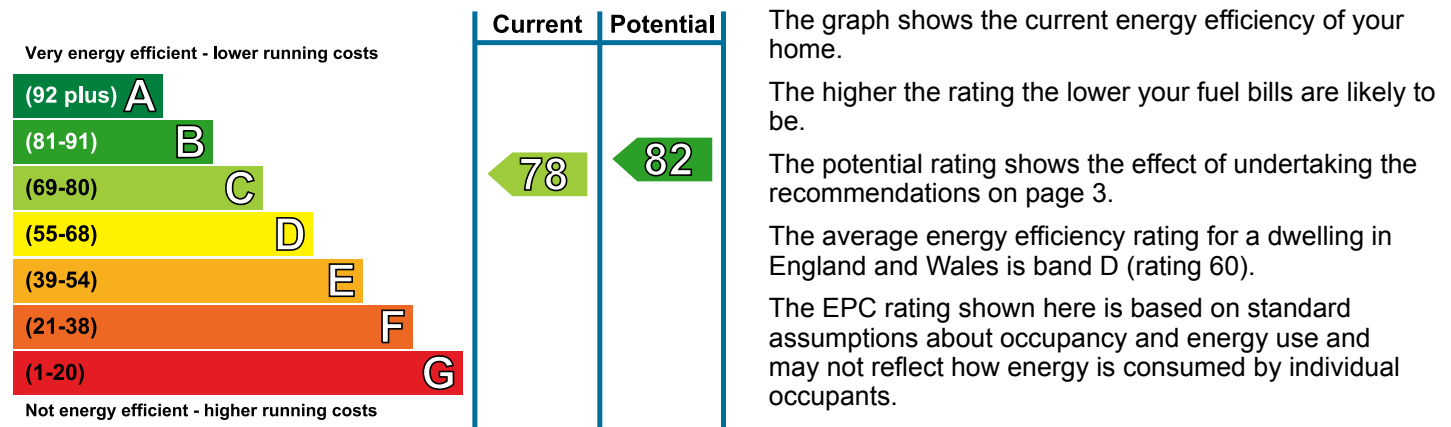 Current Potential
Very energy efficient - lower running costs
(92 plus) A
(81-91) B
(69-80) C
(55-68) D
(39-54) E
(21-38) F
(1-20) G
Not energy efficient - higher running costs
78
82
The graph shows the current energy efficiency of your
home.
The higher the rating the lower your fuel bills are likely to
be.
The potential rating shows the effect of undertaking the
recommendations on page 3.
The average energy efficiency rating for a dwelling in
England and Wales is band D (rating 60).
The EPC rating shown here is based on standard
assumptions about occupancy and energy use and
may not reflect how energy is consumed by individual
occupants.